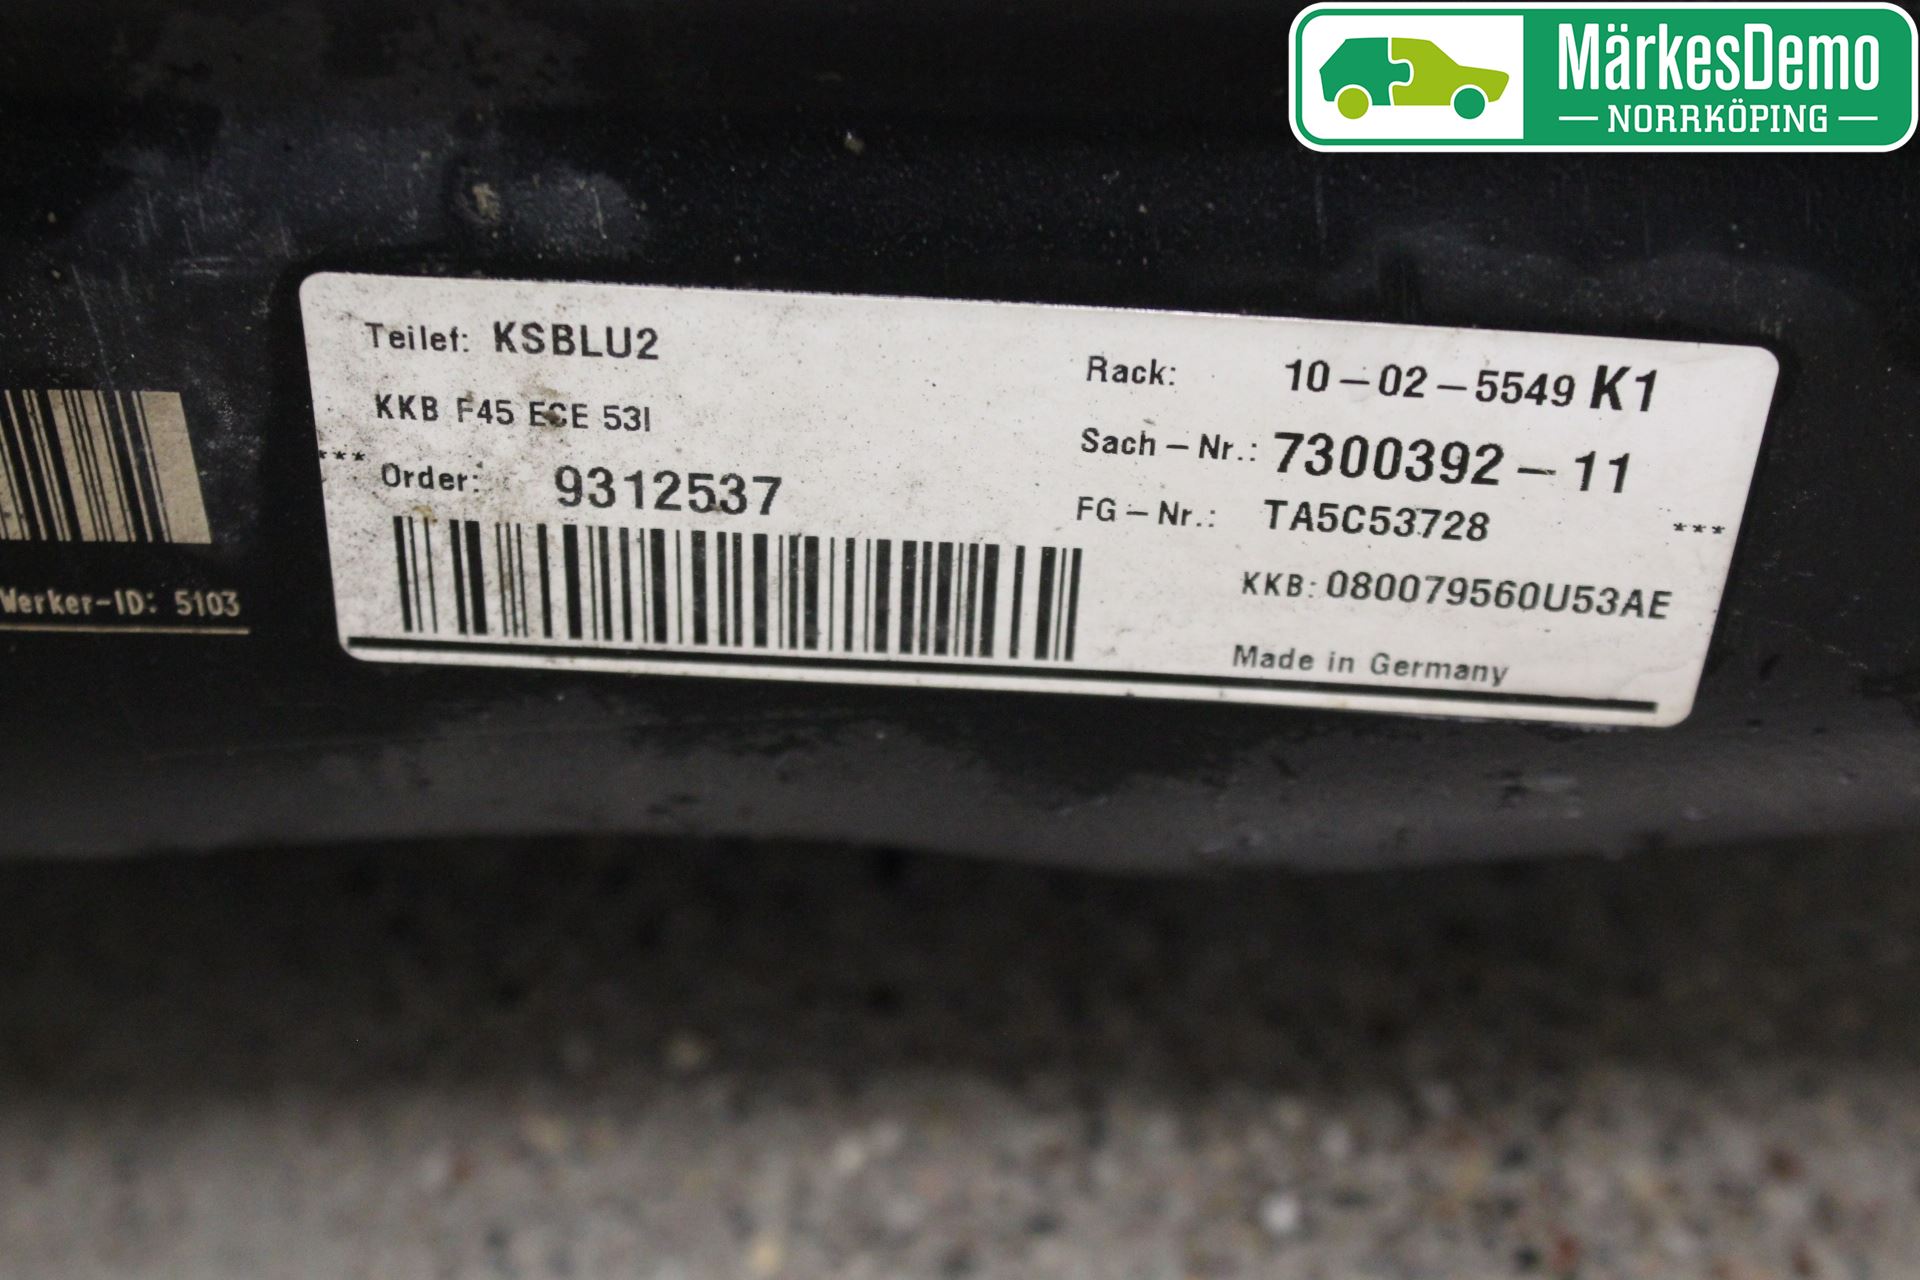 MärkesDemo
NORRKÖPING
Teilef: KSBLU2
KKB F45 ECE 53l
*** Order: 9312537
Rack: 10-02-5549 K1
Sach-Nr.: 7300392-11
FG-Nr.: TA5C53728 ***
KKB: 080079560U53AE
Made in Germany
Werker-ID: 5103